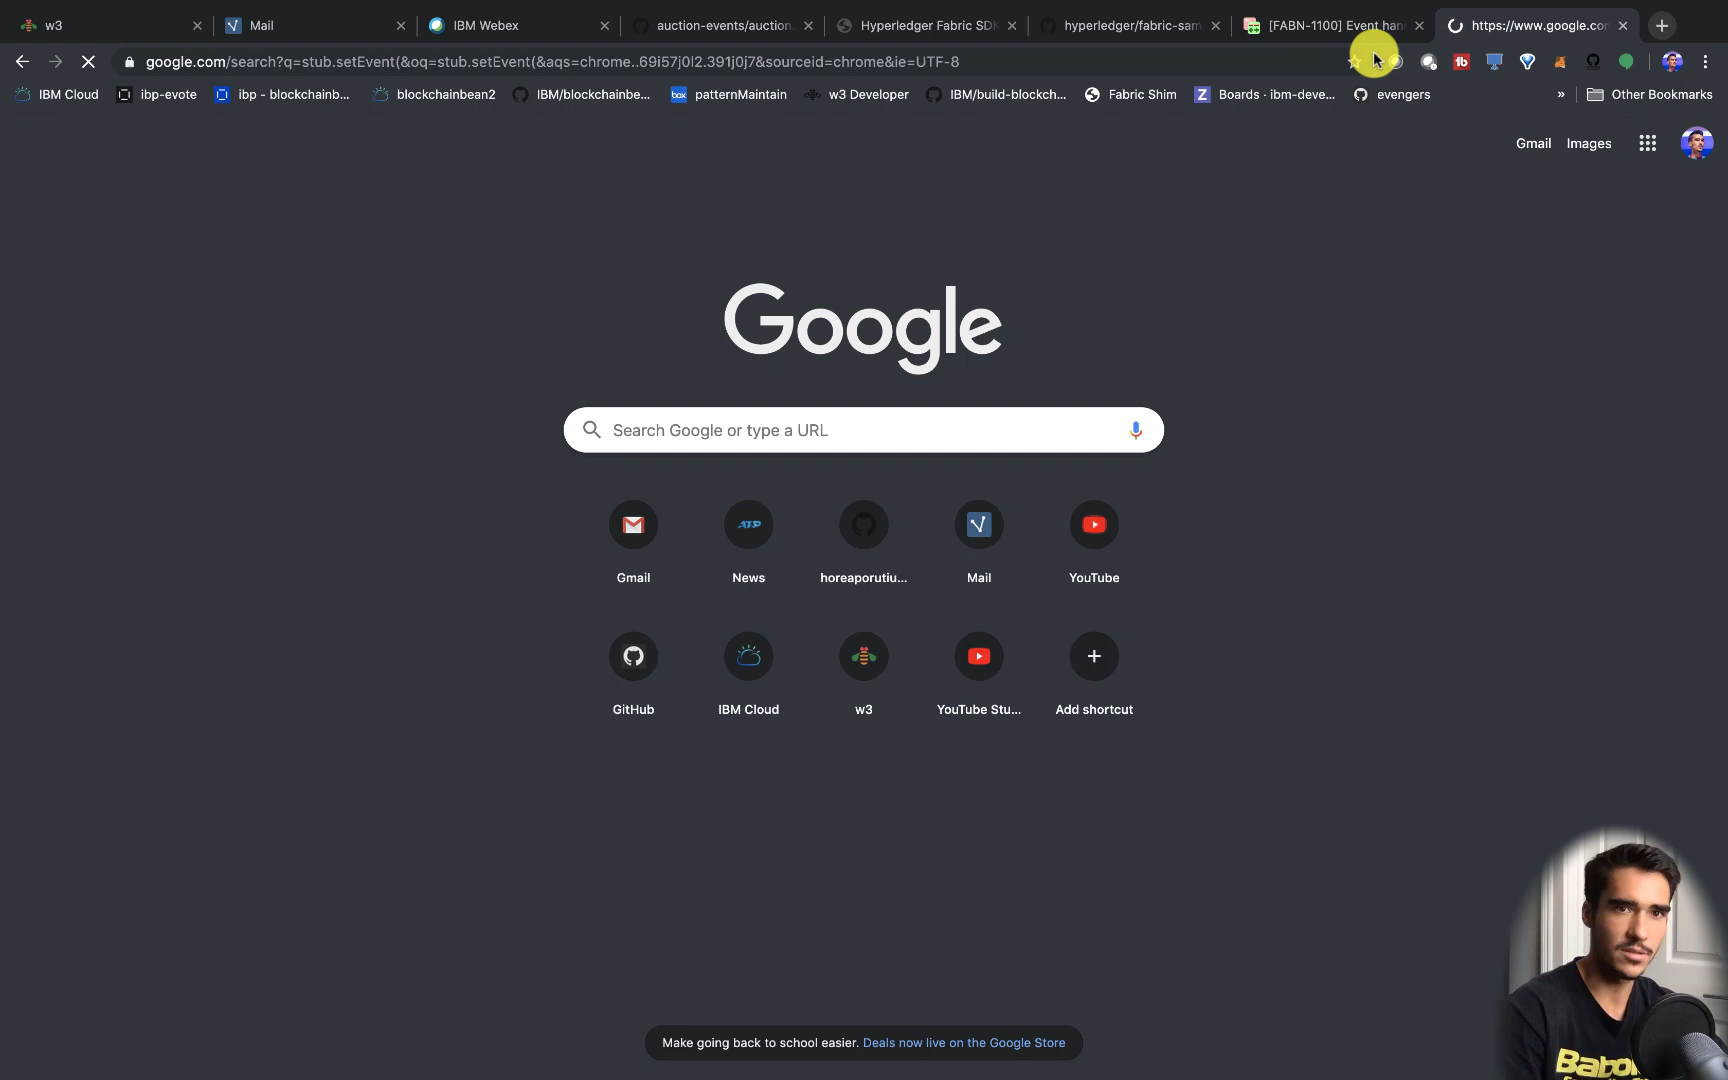 w3
Mail
IBM Webex
auction-events/auction.
Hyperledger Fabric SDK
hyperledger/fabric-sam
[FABN-1100] Event han
https://www.google.co
google.com/search?q=stub.setEvent(&oq=stub.setEvent(&aqs=chrome..69i57j0l2.391j0j7&sourceid=chrome&ie=UTF-8
IBM Cloud
ibp-evote
ibp - blockchainb...
blockchainbean2
IBM/blockchainbe...
box
patternMaintain
w3 Developer
IBM/build-blockch...
Fabric Shim
Z
Boards · ibm-deve...
evengers
»
Other Bookmarks
Gmail
Images
Google
Search Google or type a URL
ATP
Gmail
News
horeaporutiu...
Mail
YouTube
GitHub
IBM Cloud
w3
YouTube Stu...
Add shortcut
Make going back to school easier. Deals now live on the Google Store